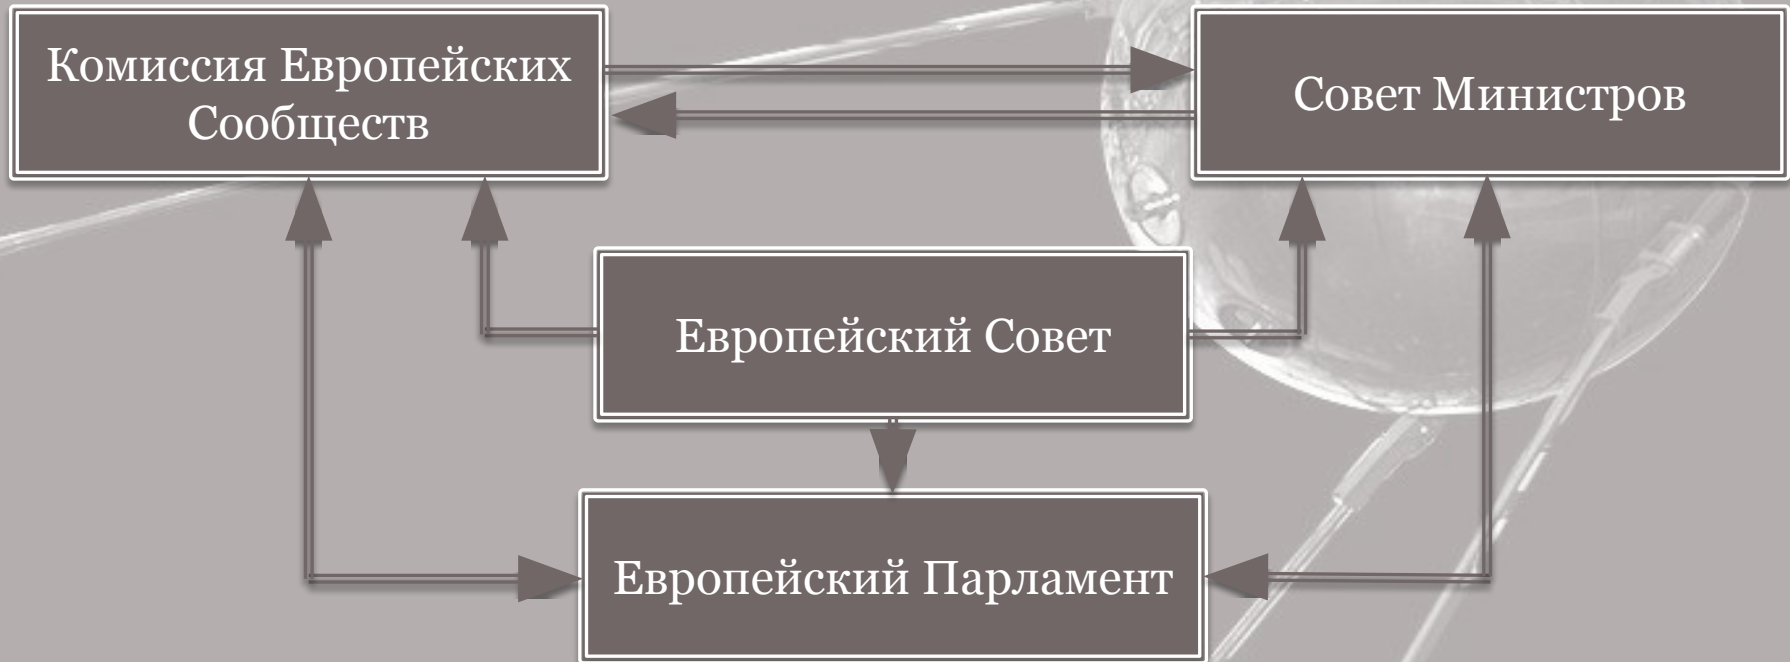 Комиссия Европейских
Сообществ
Совет Министров
Европейский Совет
Европейский Парламент